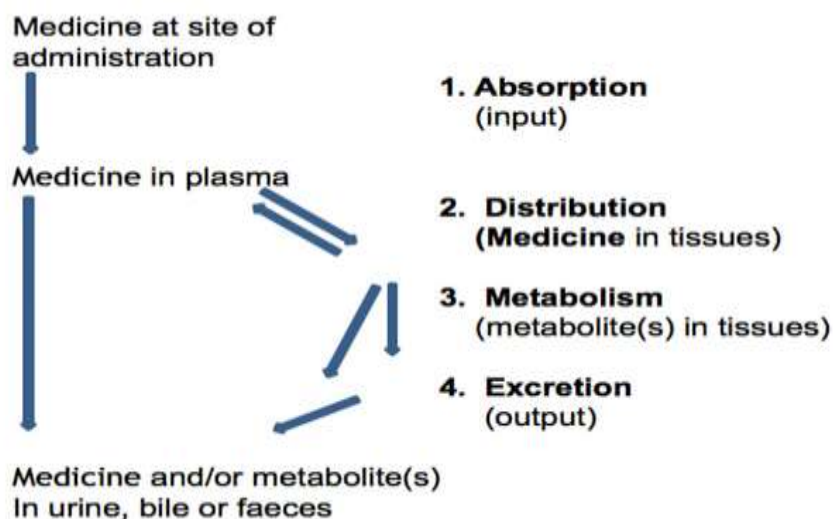 Medicine at site of
administration
1. Absorption
(input)
Medicine in plasma
2. Distribution
(Medicine in tissues)
3. Metabolism
(metabolite(s) in tissues)
4. Excretion
(output)
Medicine and/or metabolite(s)
In urine, bile or faeces